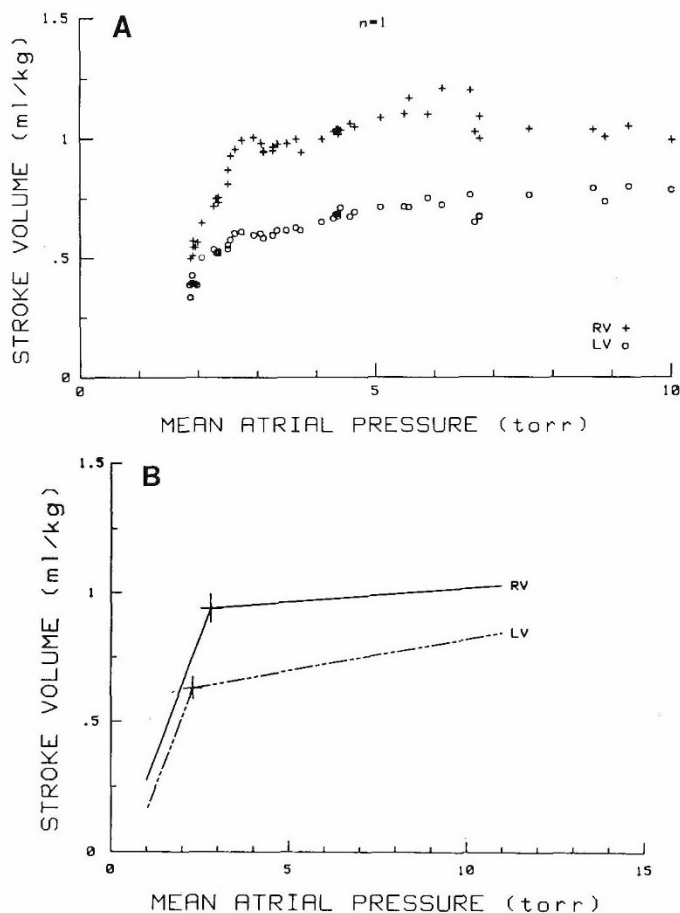 A
n=1
STROKE VOLUME (ml/kg)
1.5
1
.5
0
RV +
LV o
0
5
10
MEAN ATRIAL PRESSURE (torr)
B
STROKE VOLUME (ml/kg)
1.5
1
.5
0
RV
LV
0
5
10
15
MEAN ATRIAL PRESSURE (torr)